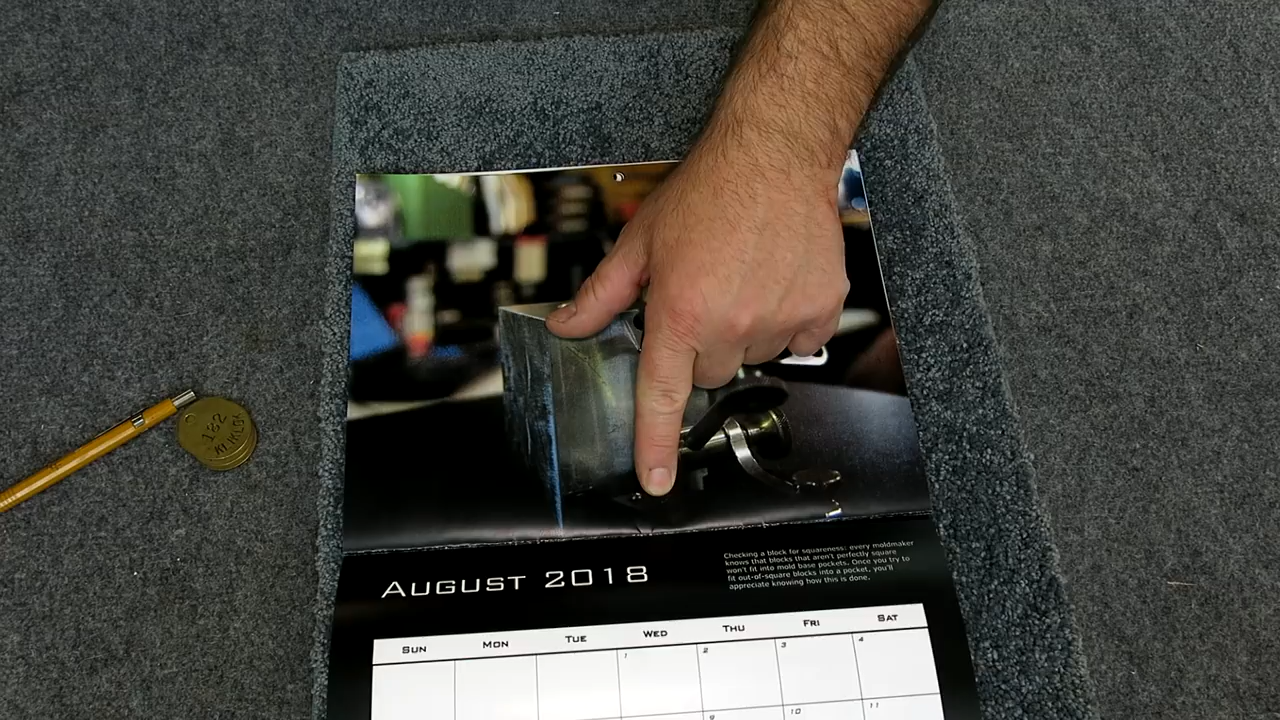 182
AUGUST 2018
Checking a block for squareness: every moldmaker
knows that blocks that aren't perfectly square
won't fit into mold base pockets. Once you try to
fit out-of-square blocks into a pocket, you'll
appreciate knowing how this is done.
SUN MON TUE WED THU FRI SAT
1 2 3 4
9 10 11